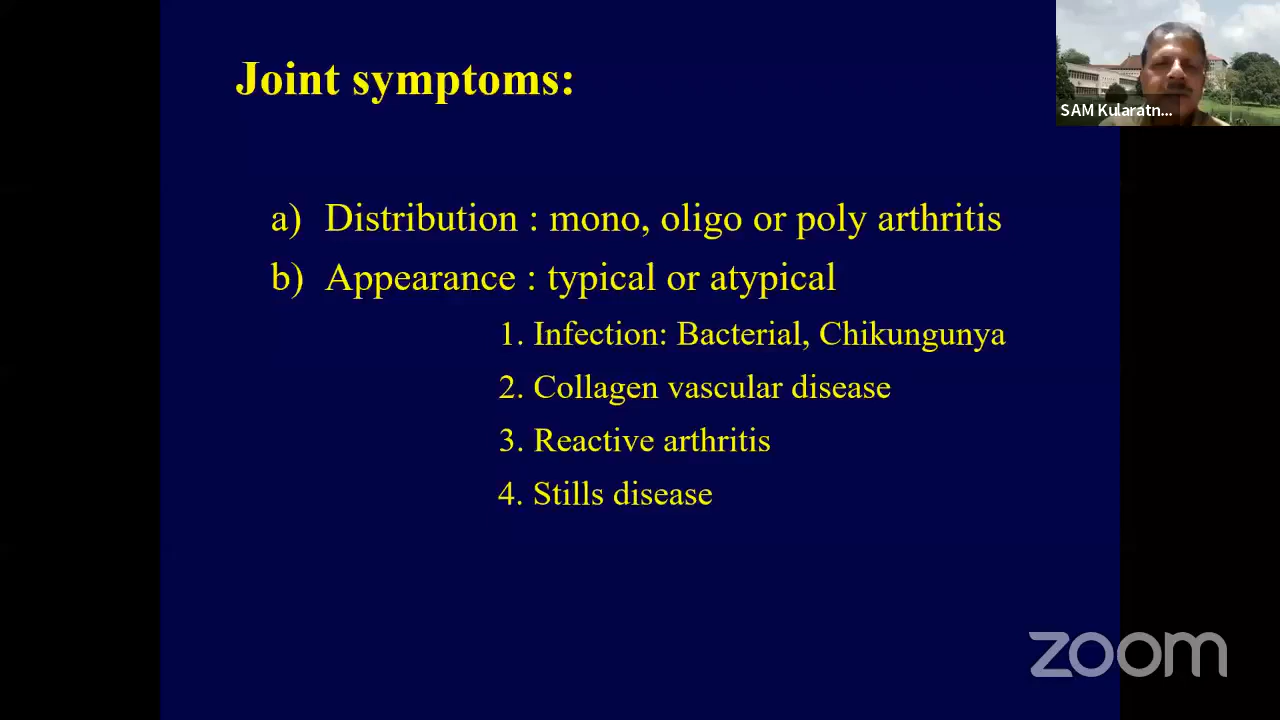 Joint symptoms:
SAM Kularatn...
a) Distribution : mono, oligo or poly arthritis
b) Appearance : typical or atypical
1. Infection: Bacterial, Chikungunya
2. Collagen vascular disease
3. Reactive arthritis
4. Stills disease
zoom